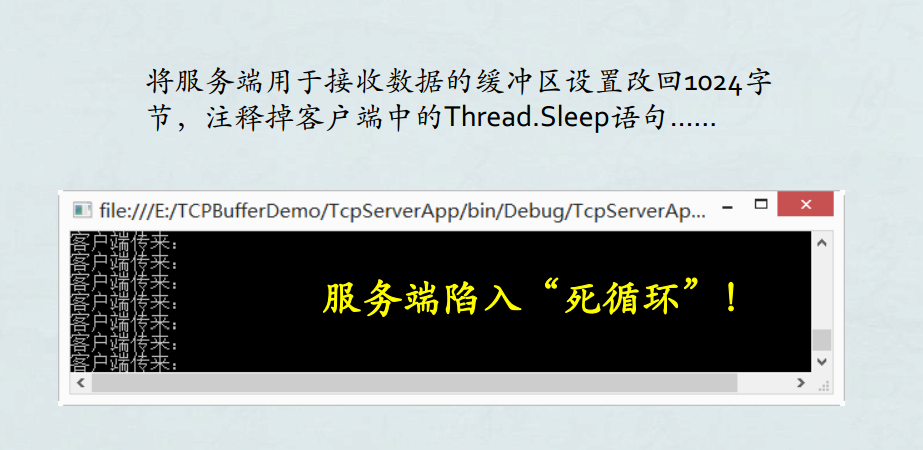 将服务端用于接收数据的缓冲区设置改回1024字
节，注释掉客户端中的Thread.Sleep语句……
file:///E:/TCPBufferDemo/TcpServerApp/bin/Debug/TcpServerAp...
客户端传来：
客户端传来：
客户端传来：
客户端传来：
客户端传来：
客户端传来：
客户端传来：
服务端陷入“死循环”！